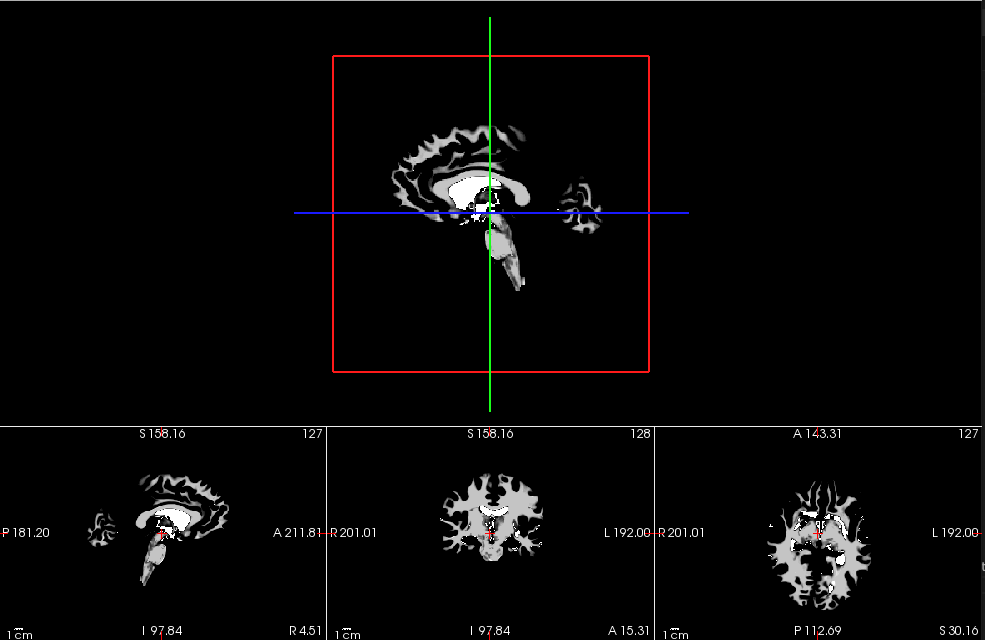 S 158.16 127
S 158.16 128
A 143.31 127
P 181.20 A 211.81
R 201.01 L 192.00
R 201.01 L 192.00
1 cm I 97.84 R 4.51
1 cm I 97.84 A 15.31
1 cm P 112.69 S 30.16